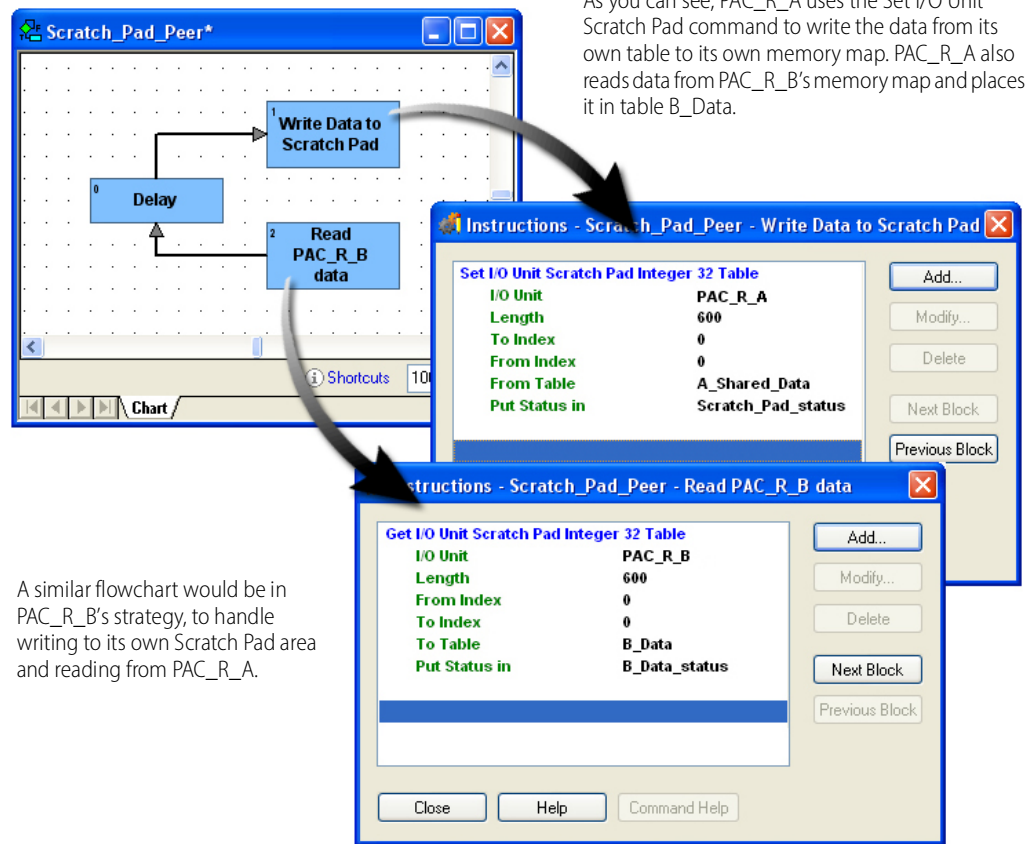 As you can see, PAC_R_A uses the Set I/O Unit
Scratch Pad command to write the data from its
own table to its own memory map. PAC_R_A also
reads data from PAC_R_B's memory map and places
it in table B_Data.
Scratch_Pad_Peer*
1
Write Data to
Scratch Pad
0
Delay
2
Read
PAC_R_B
data
Shortcuts
Chart
Instructions - Scratch_Pad_Peer - Write Data to Scratch Pad
Set I/O Unit Scratch Pad Integer 32 Table
I/O Unit PAC_R_A
Length 600
To Index 0
From Index 0
From Table A_Shared_Data
Put Status in Scratch_Pad_status
Add...
Modify...
Delete
Next Block
Previous Block
Instructions - Scratch_Pad_Peer - Read PAC_R_B data
Get I/O Unit Scratch Pad Integer 32 Table
I/O Unit PAC_R_B
Length 600
From Index 0
To Index 0
To Table B_Data
Put Status in B_Data_status
Add...
Modify...
Delete
Next Block
Previous Block
Close Help Command Help
A similar flowchart would be in
PAC_R_B's strategy, to handle
writing to its own Scratch Pad area
and reading from PAC_R_A.